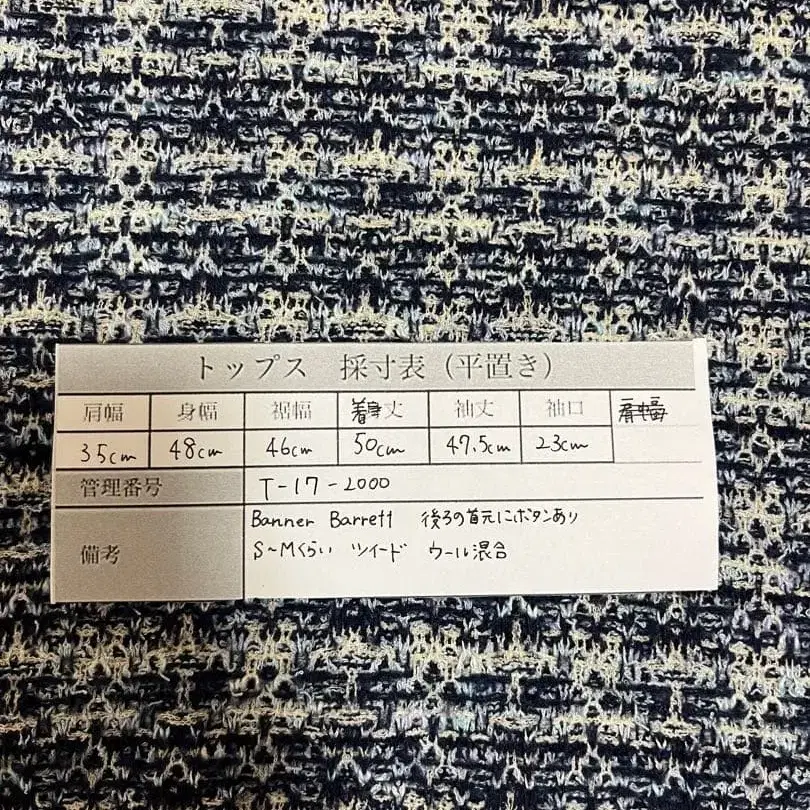 トップス 採寸表（平置き）
肩幅 身幅 裾幅 着丈 袖丈 袖口
35cm 48cm 46cm 50cm 47.5cm 23cm
管理番号 T-17-2000
備考
Banner Barrett 後ろの首元にボタンあり
S~Mくらい ツイード ウール混合